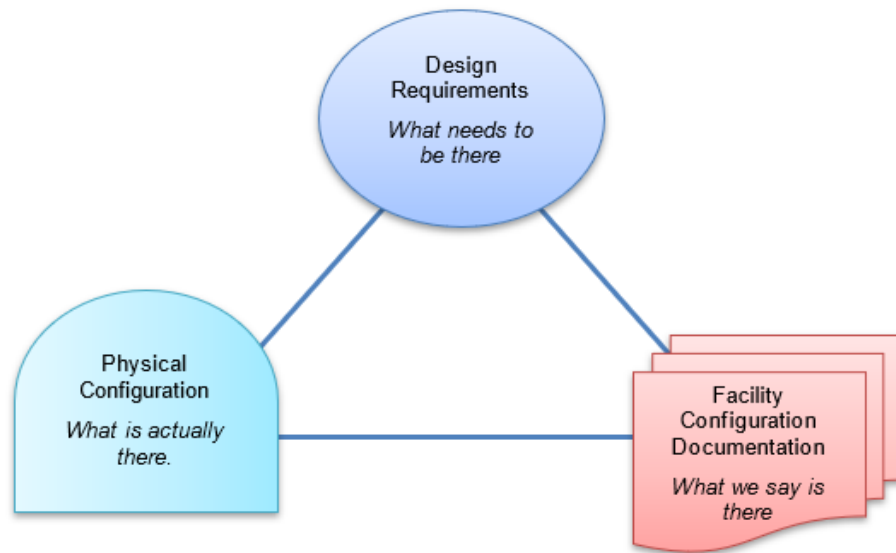 Design
Requirements
What needs to
be there
Physical
Configuration
What is actually
there.
Facility
Configuration
Documentation
What we say is
there